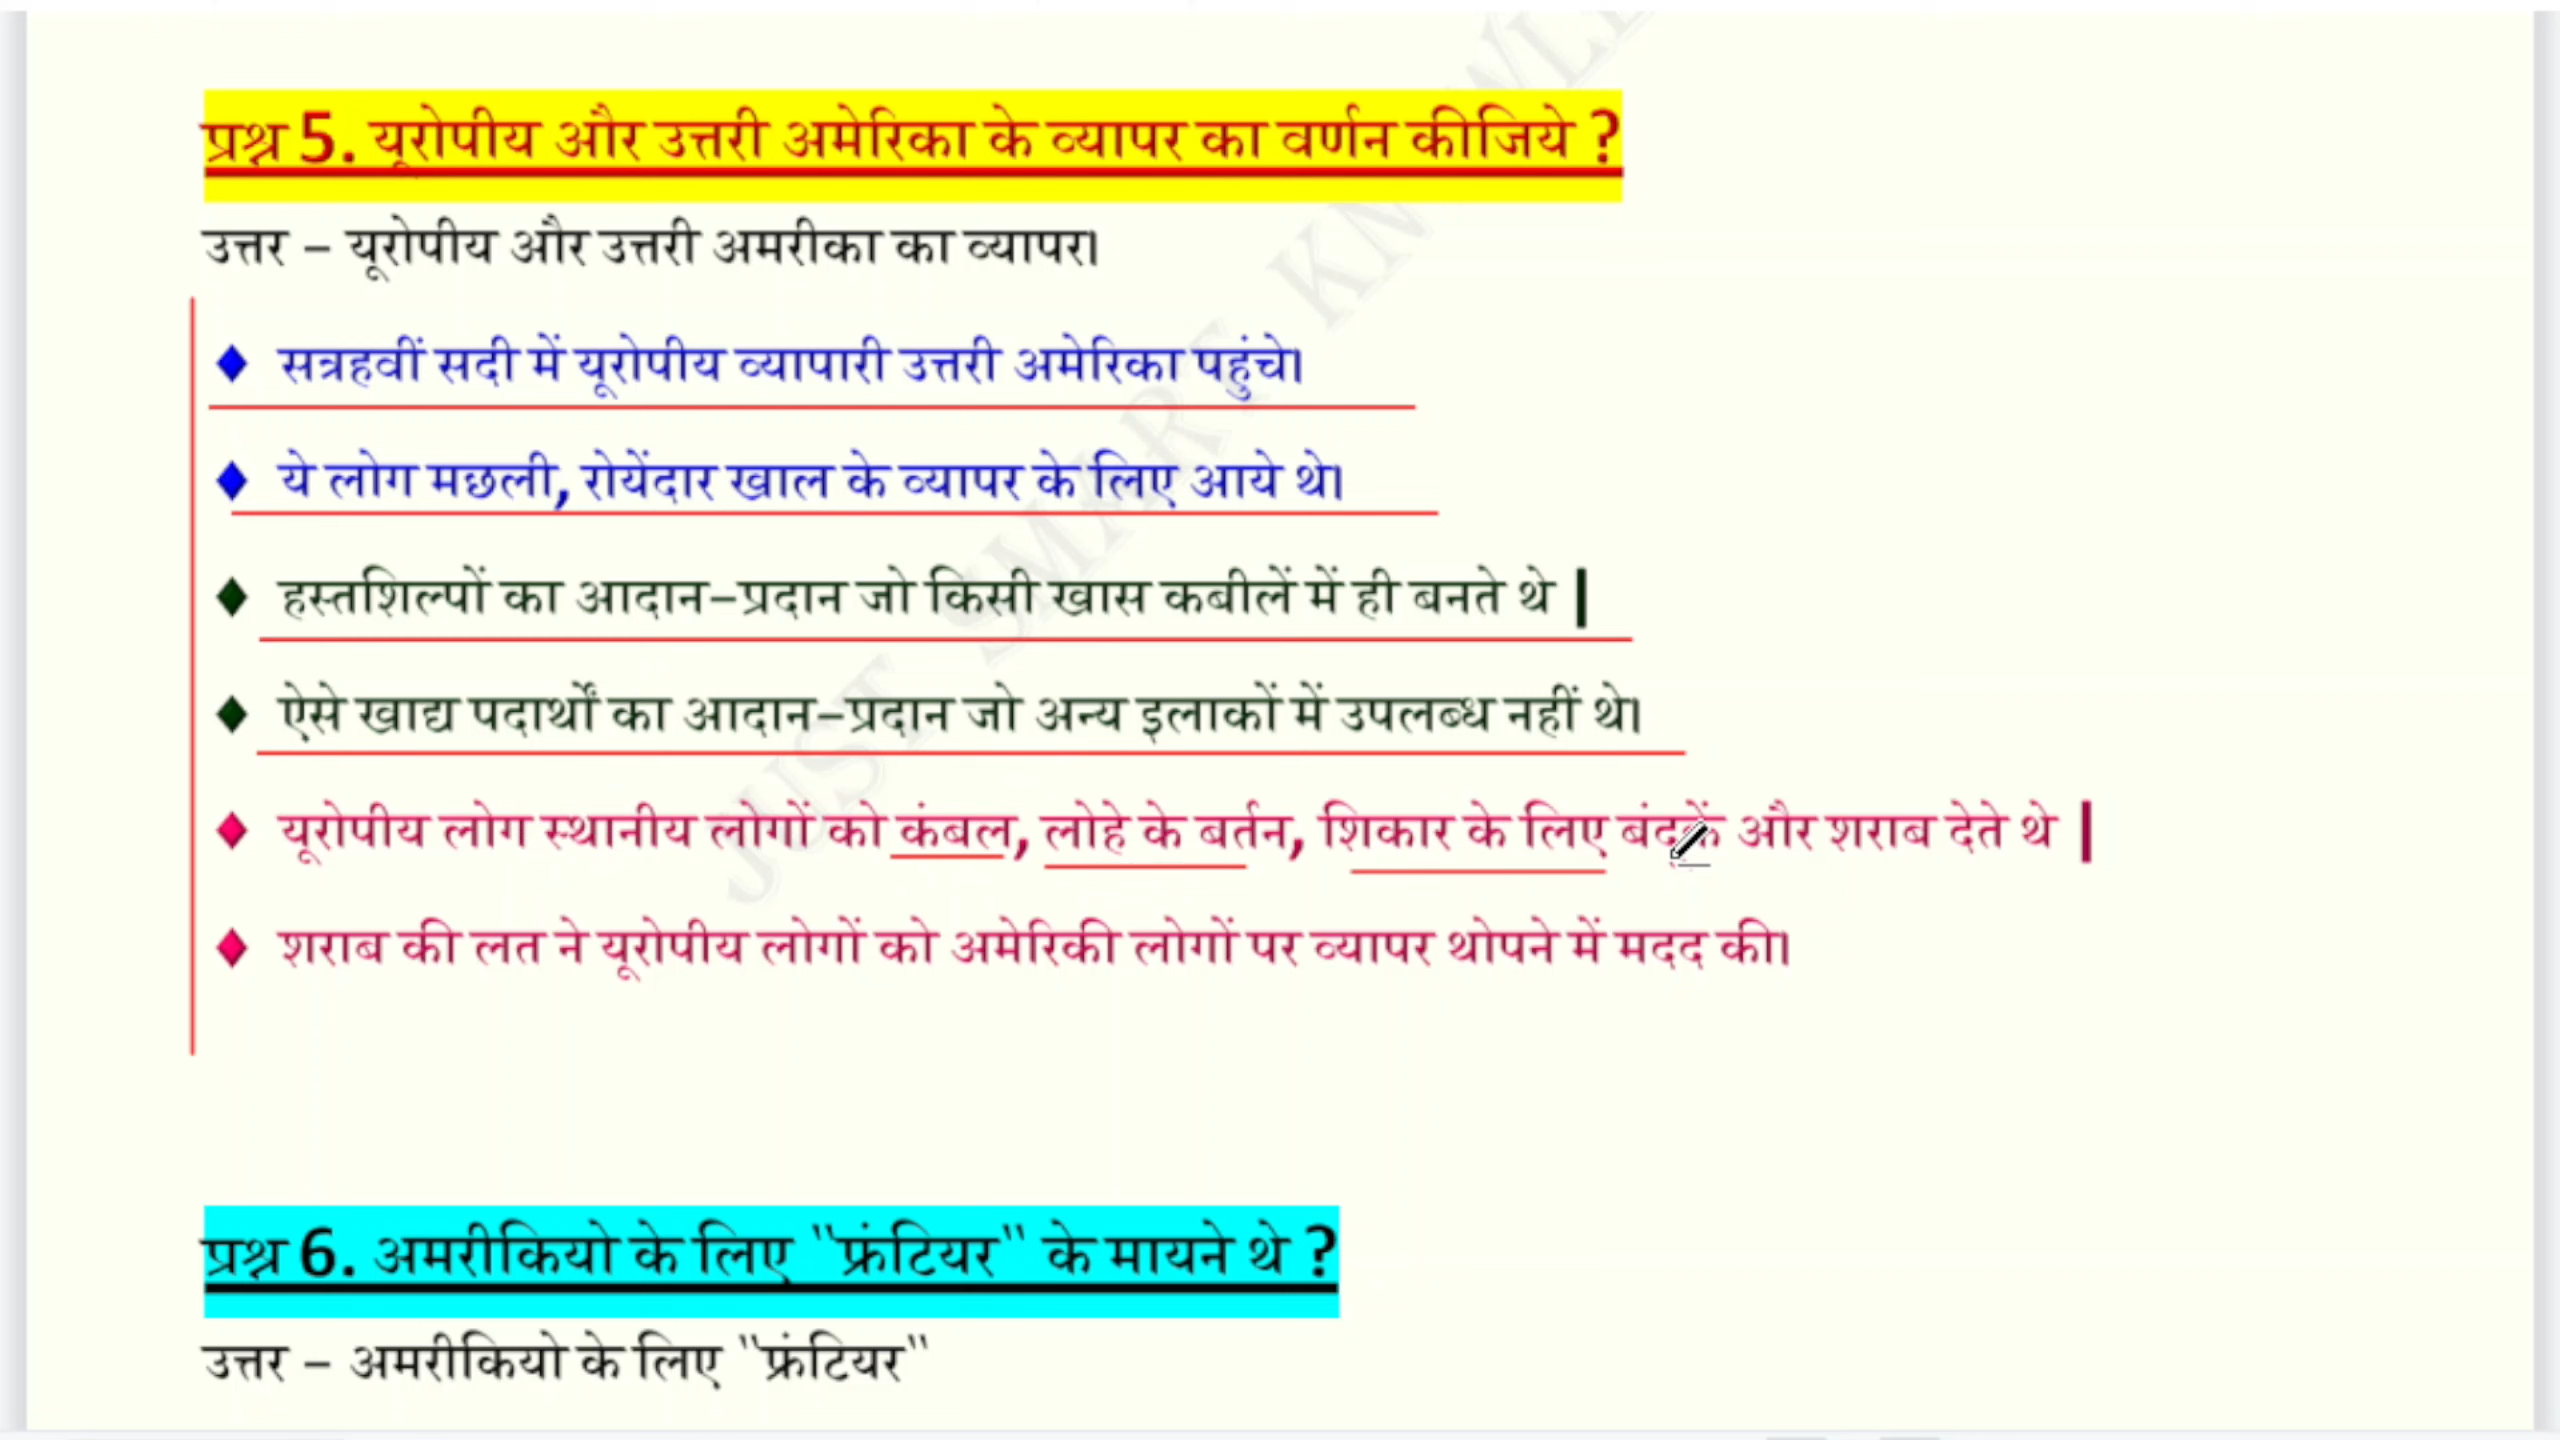 प्रश्न 5. यूरोपीय और उत्तरी अमेरिका के व्यापर का वर्णन कीजिये ?
उत्तर – यूरोपीय और उत्तरी अमरीका का व्यापर।
♦ सत्रहवीं सदी में यूरोपीय व्यापारी उत्तरी अमेरिका पहुंचे।
♦ ये लोग मछली, रोयेंदार खाल के व्यापर के लिए आये थे।
♦ हस्तशिल्पों का आदान–प्रदान जो किसी खास कबीलें में ही बनते थे |
♦ ऐसे खाद्य पदार्थों का आदान–प्रदान जो अन्य इलाकों में उपलब्ध नहीं थे।
♦ यूरोपीय लोग स्थानीय लोगों को कंबल, लोहे के बर्तन, शिकार के लिए और शराब देते थे |
♦ शराब की लत ने यूरोपीय लोगों को अमेरिकी लोगों पर व्यापर थोपने में मदद की।
प्रश्न 6. अमरीकियो के लिए "फ्रंटियर" के मायने थे ?
उत्तर – अमरीकियो के लिए "फ्रंटियर"
JUST SMART